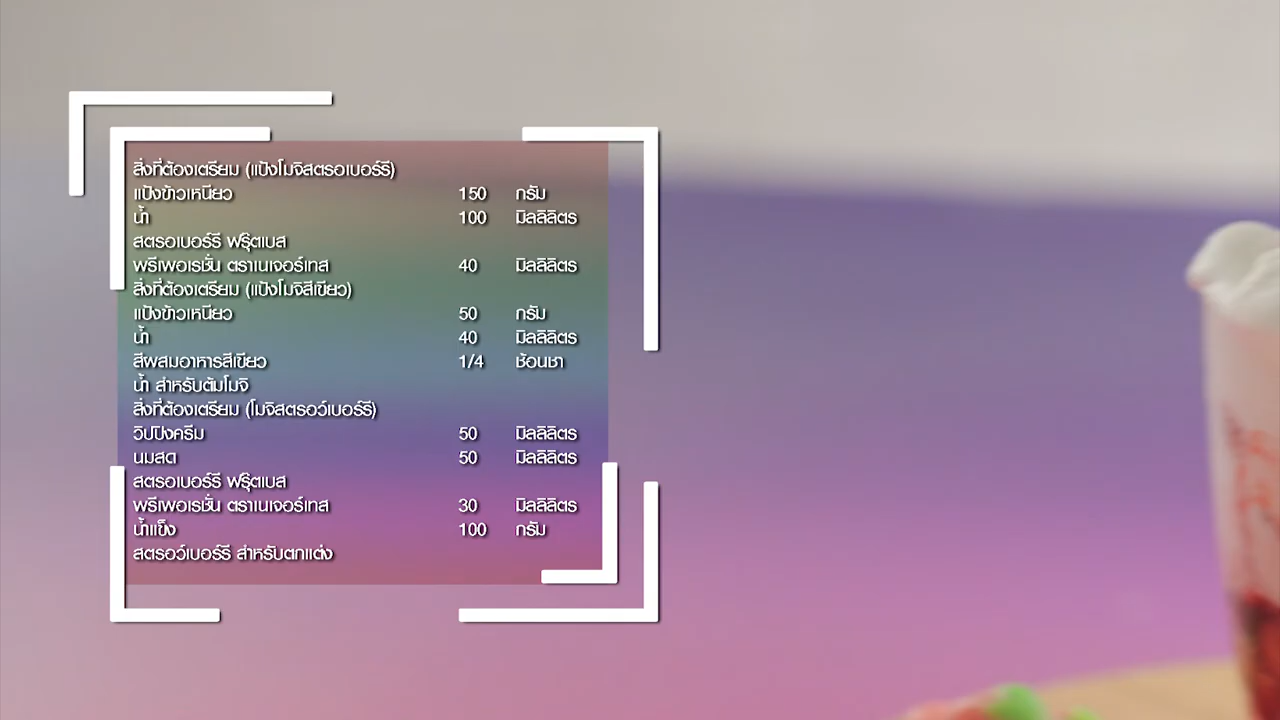 สิ่งที่ต้องเตรียม (แป้งโมจิสตรอเบอร์รี)
แป้งข้าวเหนียว 150 กรัม
น้ำ 100 มิลลิลิตร
สตรอเบอร์รี ฟรุ๊ตเบส
พรีเพอเรชั่น ตราเนเจอร์เทส 40 มิลลิลิตร
สิ่งที่ต้องเตรียม (แป้งโมจิสีเขียว)
แป้งข้าวเหนียว 50 กรัม
น้ำ 40 มิลลิลิตร
สีผสมอาหารสีเขียว 1/4 ช้อนชา
น้ำ สำหรับต้มโมจิ
สิ่งที่ต้องเตรียม (โมจิสตรอว์เบอร์รี)
วิปปิงครีม 50 มิลลิลิตร
นมสด 50 มิลลิลิตร
สตรอเบอร์รี ฟรุ๊ตเบส
พรีเพอเรชั่น ตราเนเจอร์เทส 30 มิลลิลิตร
น้ำแข็ง 100 กรัม
สตรอว์เบอร์รี สำหรับตกแต่ง